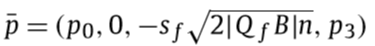 p̄ = (p₀, 0, −s_f √(2|Q_f B|n), p₃)